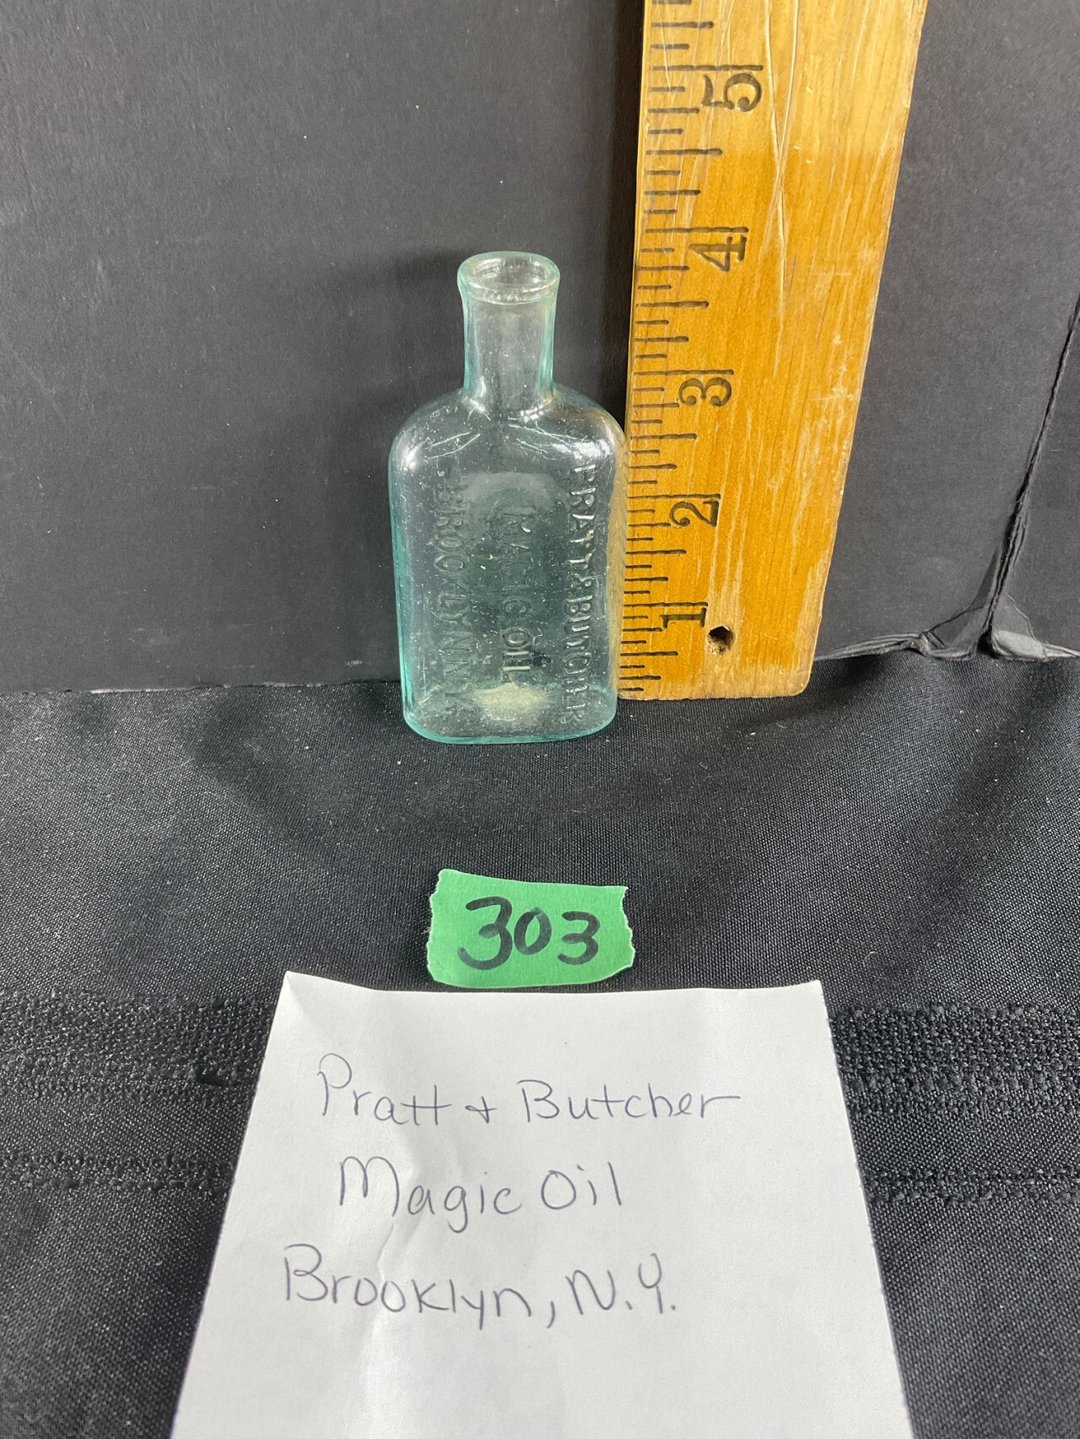 5
4
3
2
1
PRATT & BUTCHER
MAGIC OIL
BROOKLYN, N.Y.
303
Pratt + Butcher
Magic Oil
Brooklyn, N.Y.